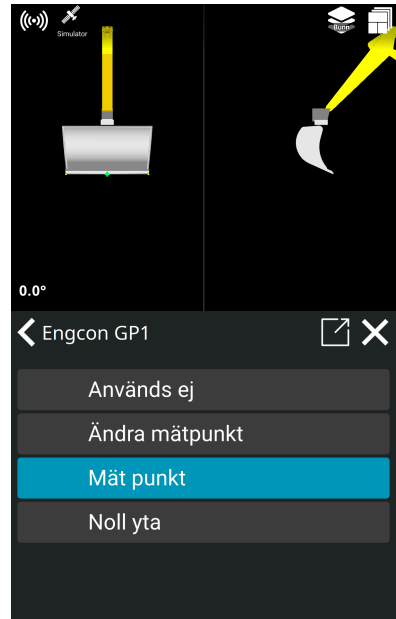 Simulator
Bunn
0.0°
Engcon GP1
Används ej
Ändra mätpunkt
Mät punkt
Noll yta